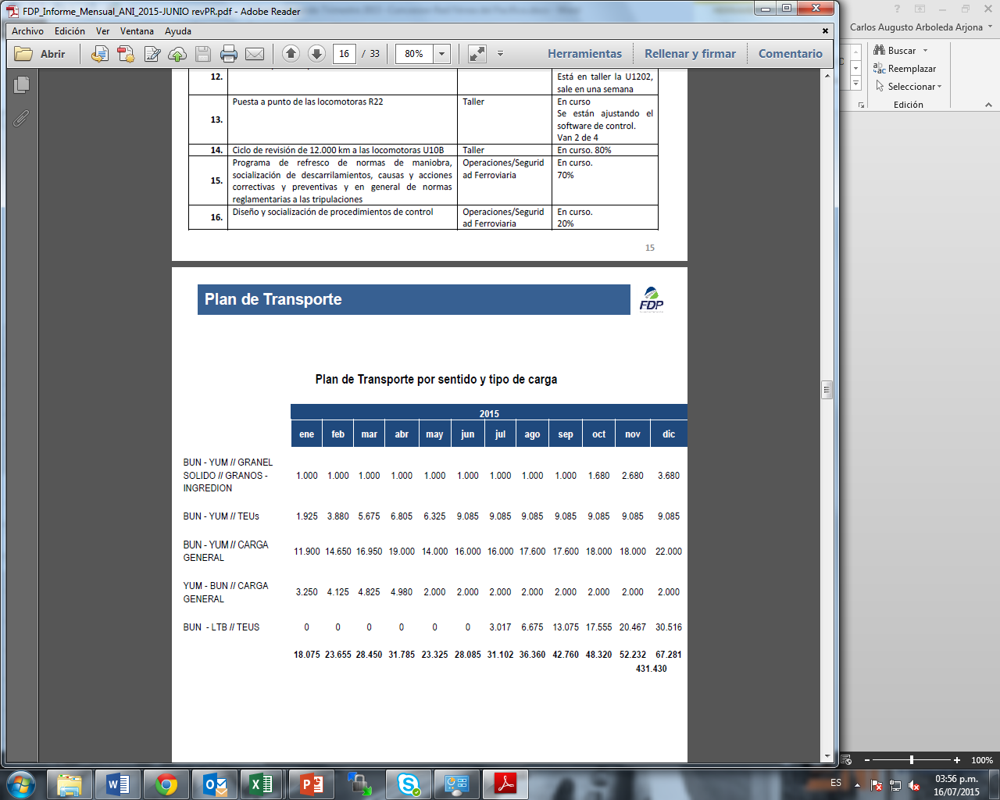 FDP_Informe_Mensual_ANI_2015-JUNIO revPR.pdf - Adobe Reader
Carlos Augusto Arboleda Arjona
Archivo Edición Ver Ventana Ayuda
Abrir 16 / 33 80% Herramientas Rellenar y firmar Comentario
Buscar
Reemplazar
Seleccionar
Edición
12. Está en taller la U1202,
sale en una semana
13. Puesta a punto de las locomotoras R22 Taller En curso
Se están ajustando el
software de control.
Van 2 de 4
14. Ciclo de revisión de 12.000 km a las locomotoras U10B Taller En curso. 80%
15. Programa de refresco de normas de maniobra, Operaciones/Segurid En curso.
socialización de descarrilamientos, causas y acciones ad Ferroviaria 70%
correctivas y preventivas y en general de normas
reglamentarias a las tripulaciones
16. Diseño y socialización de procedimientos de control Operaciones/Segurid En curso.
ad Ferroviaria 20%
15
Plan de Transporte
FDP
Plan de Transporte por sentido y tipo de carga
2015
ene feb mar abr may jun jul ago sep oct nov dic
BUN - YUM // GRANEL
SOLIDO // GRANOS - 1.000 1.000 1.000 1.000 1.000 1.000 1.000 1.000 1.000 1.680 2.680 3.680
INGREDION
BUN - YUM // TEUs 1.925 3.880 5.675 6.805 6.325 9.085 9.085 9.085 9.085 9.085 9.085 9.085
BUN - YUM // CARGA
GENERAL 11.900 14.650 16.950 19.000 14.000 16.000 16.000 17.600 17.600 18.000 18.000 22.000
YUM - BUN // CARGA
GENERAL 3.250 4.125 4.825 4.980 2.000 2.000 2.000 2.000 2.000 2.000 2.000 2.000
BUN - LTB // TEUS 0 0 0 0 0 0 3.017 6.675 13.075 17.555 20.467 30.516
18.075 23.655 28.450 31.785 23.325 28.085 31.102 36.360 42.760 48.320 52.232 67.281
431.430
100%
ES 03:56 p.m.
16/07/2015